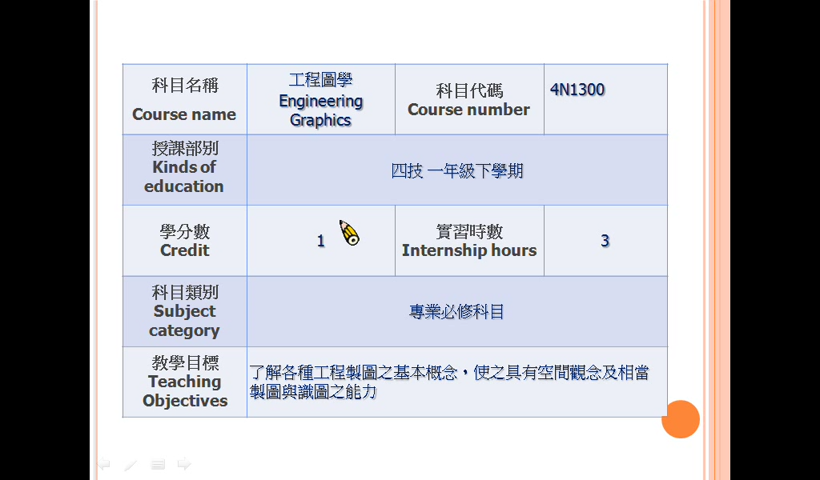 科目名稱
Course name
工程圖學
Engineering
Graphics
科目代碼
Course number
4N1300
授課部別
Kinds of
education
四技 一年級下學期
學分數
Credit
1
實習時數
Internship hours
3
科目類別
Subject
category
專業必修科目
教學目標
Teaching
Objectives
了解各種工程製圖之基本概念，使之具有空間觀念及相當
製圖與識圖之能力